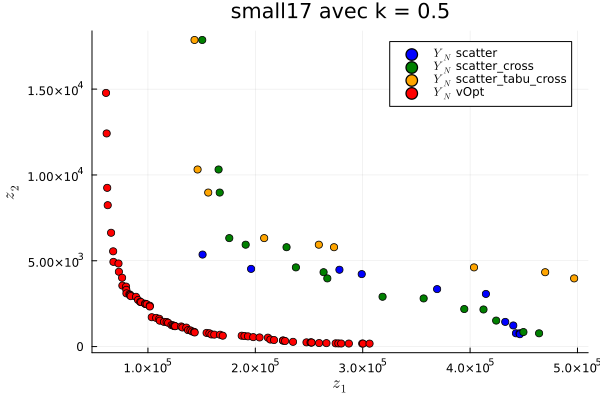 small17 avec k = 0.5
Y_N scatter
Y_N scatter_cross
Y_N scatter_tabu_cross
Y_N vOpt
1.50×10⁴
1.00×10⁴
5.00×10³
0
z₂
1.0×10⁵ 2.0×10⁵ 3.0×10⁵ 4.0×10⁵ 5.0×10⁵
z₁